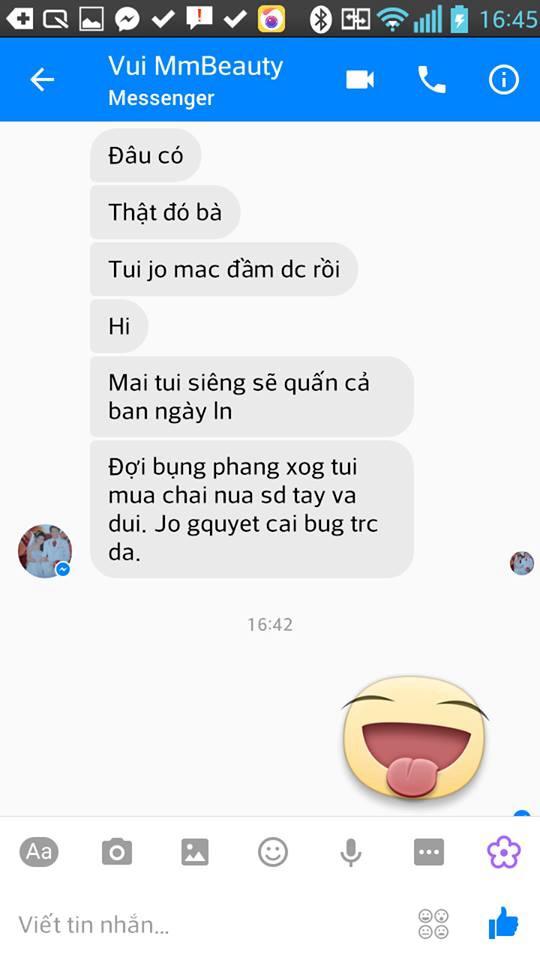 16:45
Vui MmBeauty
Messenger
Đâu có
Thật đó bà
Tui jo mac đầm dc rồi
Hi
Mai tui siêng sẽ quấn cả
ban ngày ln
Đợi bụng phang xog tui
mua chai nua sd tay va
dui. Jo gquyet cai bug trc
da.
16:42
Aa
Viết tin nhắn...